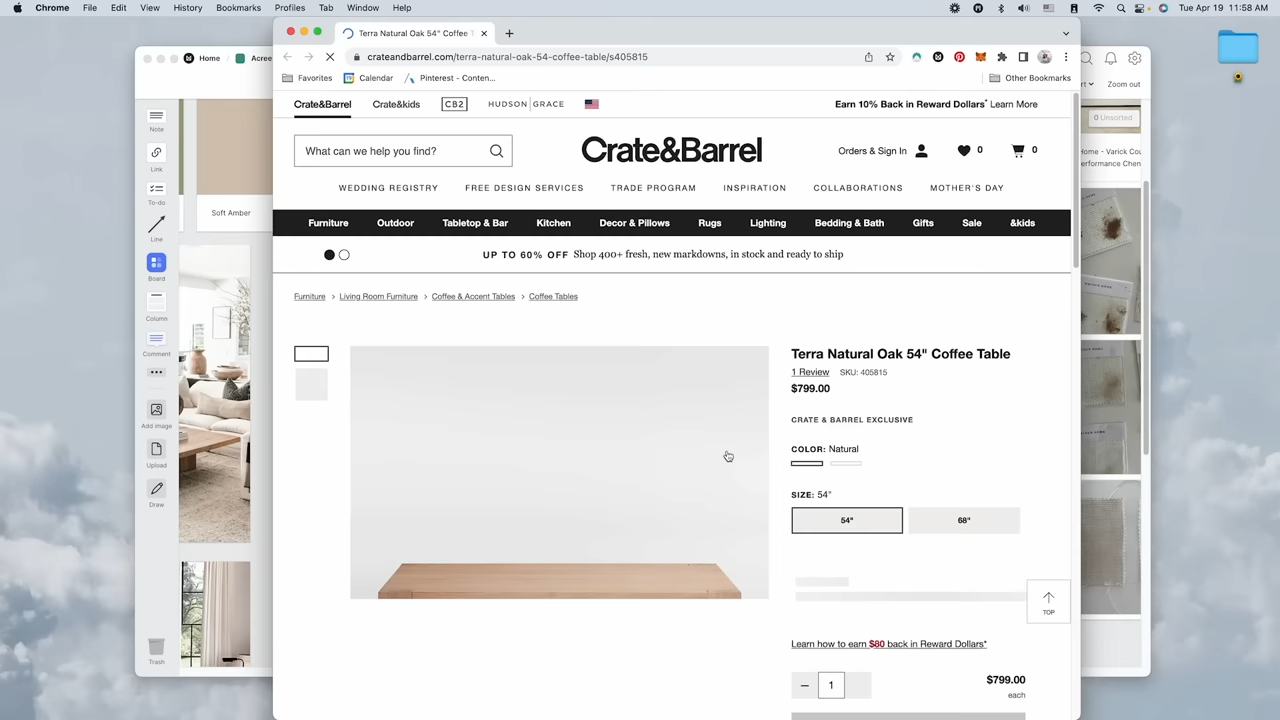 Chrome File Edit View History Bookmarks Profiles Tab Window Help Tue Apr 19 11:58 AM
Terra Natural Oak 54" Coffee T
crateandbarrel.com/terra-natural-oak-54-coffee-table/s405815
Favorites Calendar Pinterest - Conten... Other Bookmarks
Home Acree
Zoom out
0 Unsorted
Note
Link
To-do
Line
Board
Column
Comment
Add image
Upload
Draw
Trash
Soft Amber
ome - Varick Cou
erformance Chen
Crate&Barrel Crate&kids CB2 HUDSON GRACE Earn 10% Back in Reward Dollars* Learn More
What can we help you find? Crate&Barrel Orders & Sign In 0 0
WEDDING REGISTRY FREE DESIGN SERVICES TRADE PROGRAM INSPIRATION COLLABORATIONS MOTHER'S DAY
Furniture Outdoor Tabletop & Bar Kitchen Decor & Pillows Rugs Lighting Bedding & Bath Gifts Sale &kids
UP TO 60% OFF Shop 400+ fresh, new markdowns, in stock and ready to ship
Furniture > Living Room Furniture > Coffee & Accent Tables > Coffee Tables
Terra Natural Oak 54" Coffee Table
1 Review SKU: 405815
$799.00
CRATE & BARREL EXCLUSIVE
COLOR: Natural
SIZE: 54"
54" 68"
TOP
Learn how to earn $80 back in Reward Dollars*
1 $799.00
each